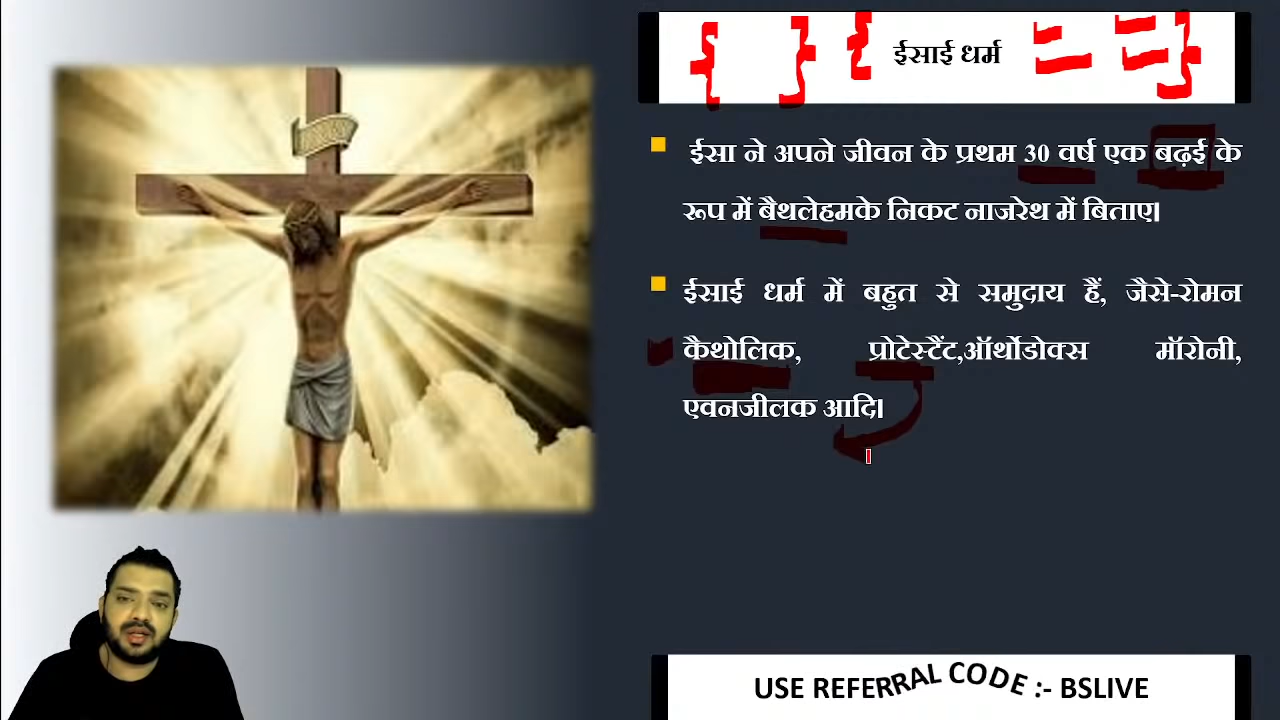 ईसाई धर्म
ईसा ने अपने जीवन के प्रथम 30 वर्ष एक बढ़ई के
रूप में बैथलेहमके निकट नाजरेथ में बिताए।
ईसाई धर्म में बहुत से समुदाय हैं, जैसे-रोमन
कैथोलिक, प्रोटेस्टैंट,ऑर्थोडोक्स मॉरोनी,
एवनजीलक आदि।
USE REFERRAL CODE :- BSLIVE